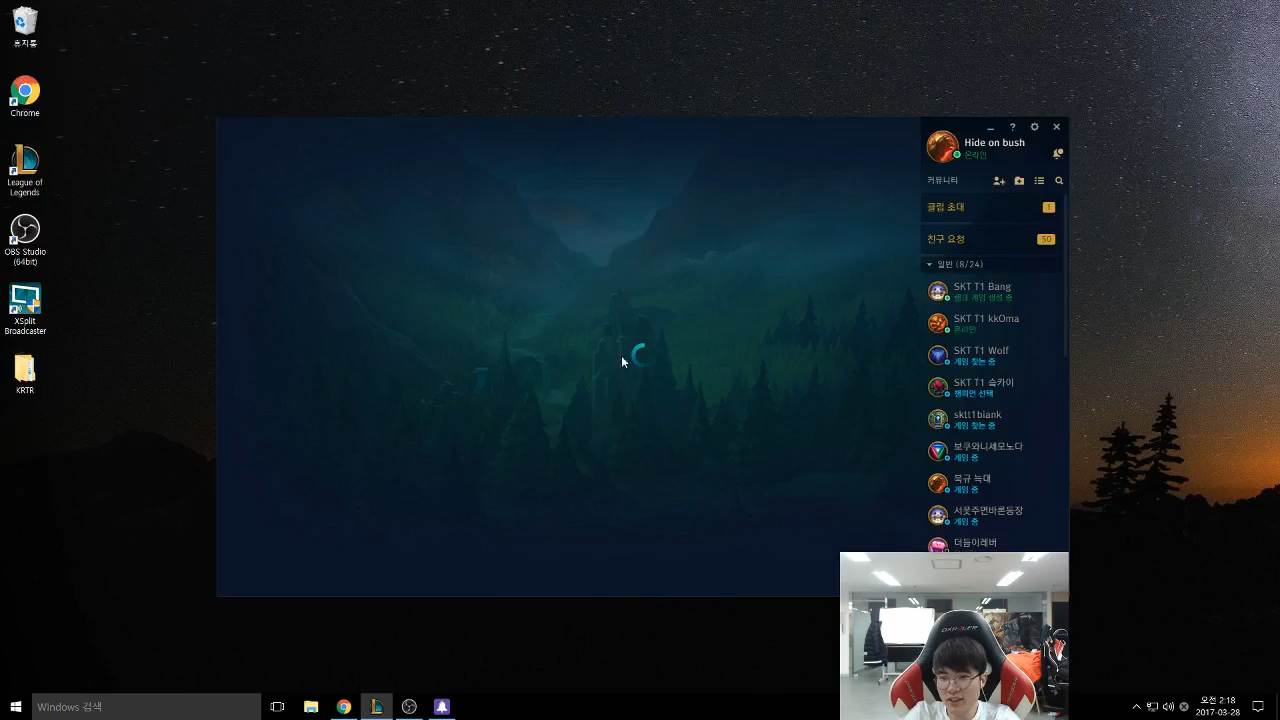 휴지통
Chrome
League of
Legends
OBS Studio
(64bit)
XSplit
Broadcaster
KRTR
?
Hide on bush
온라인
커뮤니티
클럽 초대
1
친구 요청
50
일반 (8/24)
SKT T1 Bang
랭크 게임 생성 중
SKT T1 kkOma
온라인
SKT T1 Wolf
게임 찾는 중
SKT T1 슼카이
챔피언 선택
sktt1biank
게임 찾는 중
보쿠와니세모노다
게임 중
북규 늑대
게임 중
서폿주면바론등장
게임 중
더듬이레버
DXRACER
Windows 검색
오전 2:18
2017-03-28